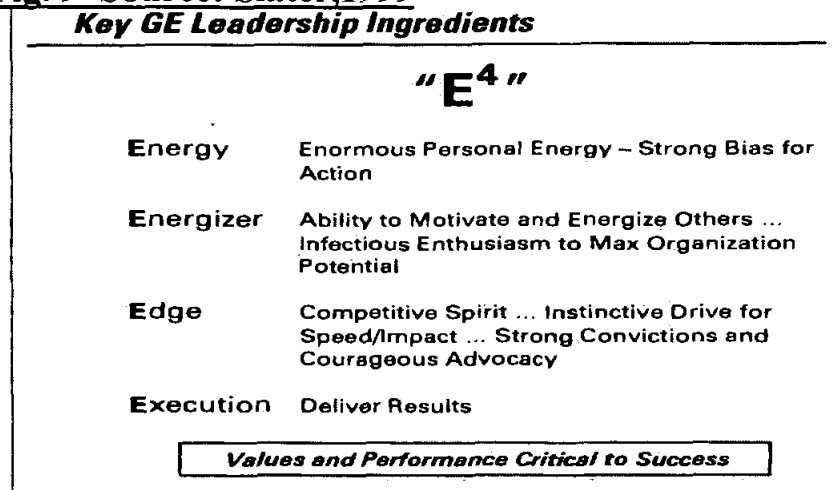 Key GE Leadership Ingredients
"E⁴"
Energy Enormous Personal Energy – Strong Bias for
Action
Energizer Ability to Motivate and Energize Others ...
Infectious Enthusiasm to Max Organization
Potential
Edge Competitive Spirit ... Instinctive Drive for
Speed/Impact ... Strong Convictions and
Courageous Advocacy
Execution Deliver Results
Values and Performance Critical to Success